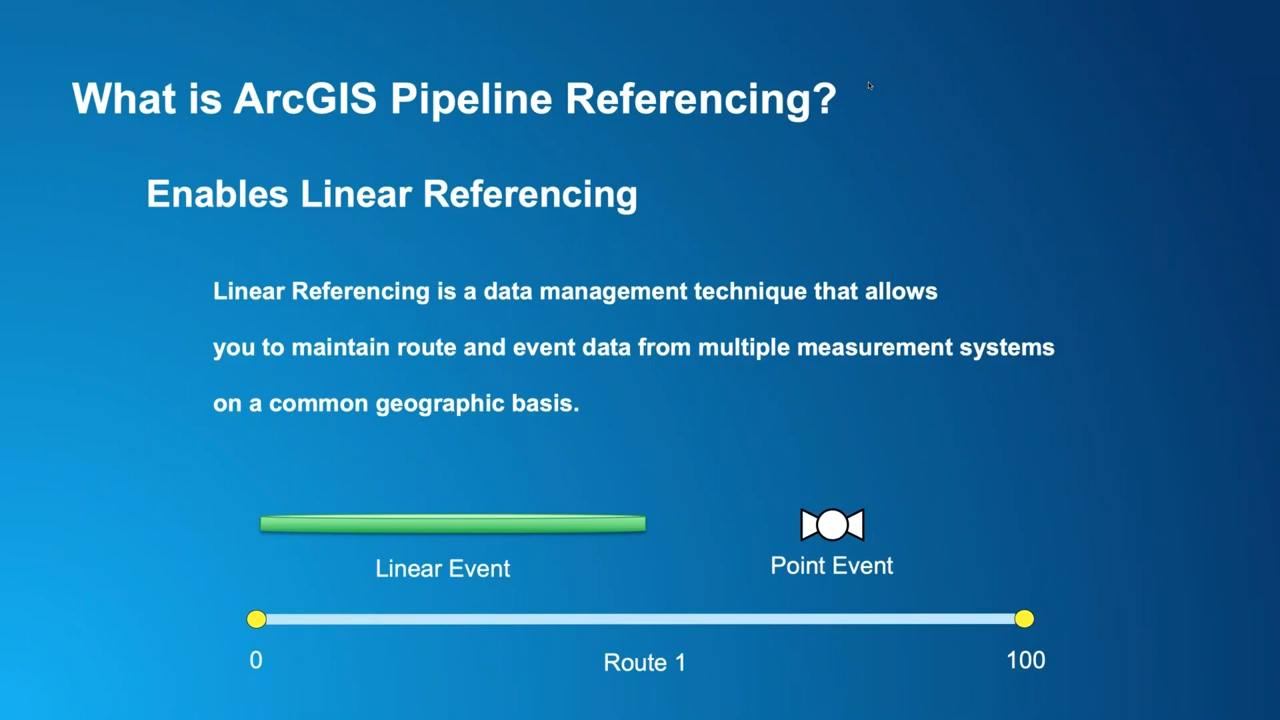 What is ArcGIS Pipeline Referencing?
Enables Linear Referencing
Linear Referencing is a data management technique that allows
you to maintain route and event data from multiple measurement systems
on a common geographic basis.
Linear Event
Point Event
0
Route 1
100